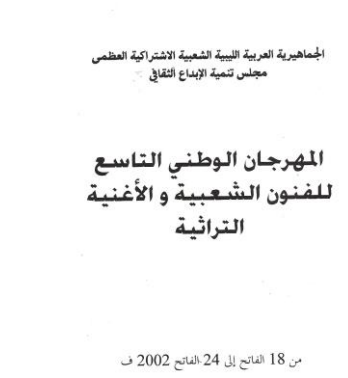 الجماهيرية العربية الليبية الشعبية الاشتراكية العظمى
مجلس تنمية الإبداع الثقافي
المهرجان الوطني التاسع
للفنون الشعبية و الأغنية
التراثية
من 18 الفاتح إلى 24 الفاتح 2002 ف